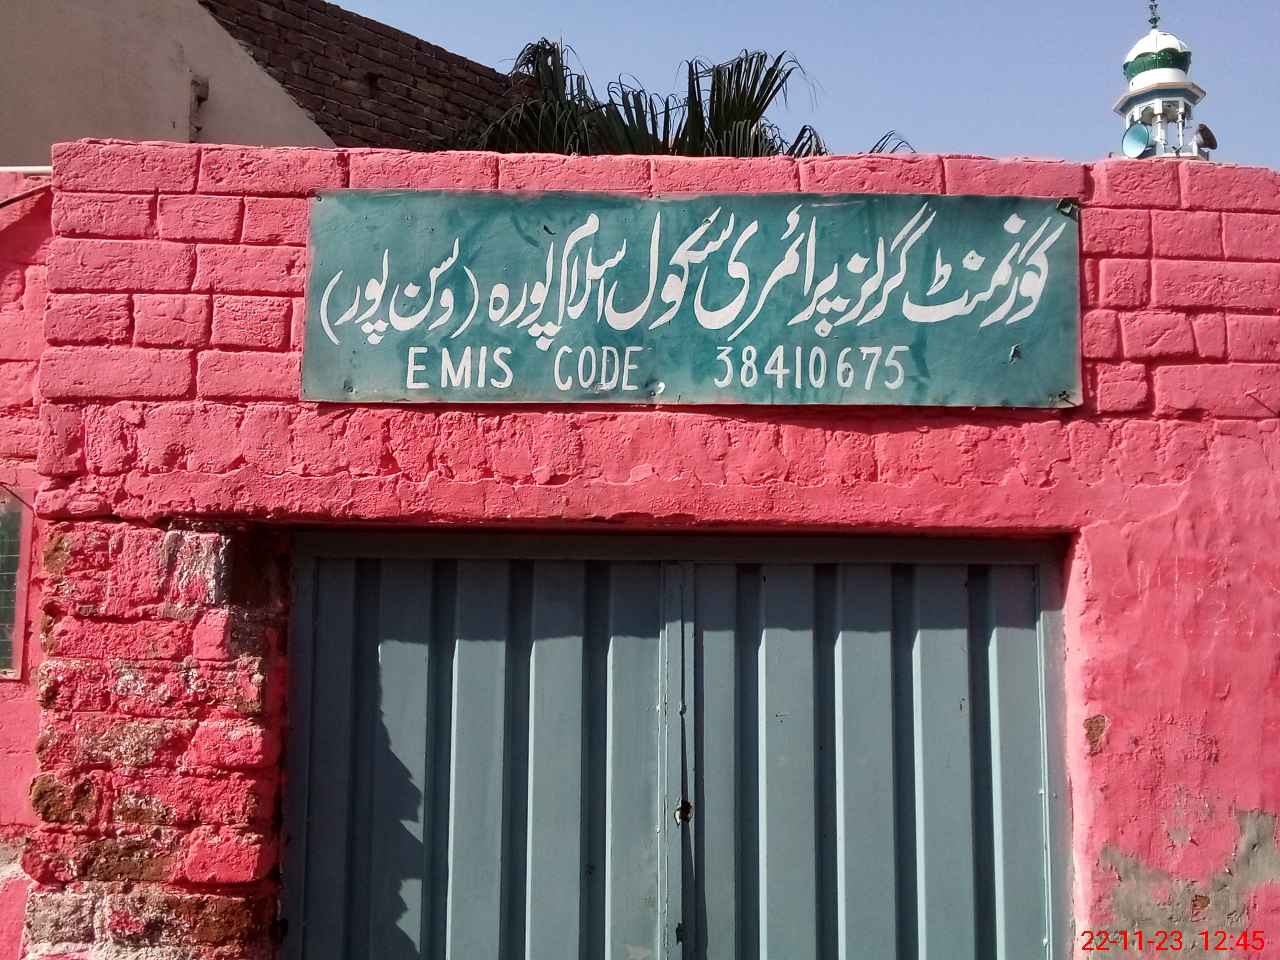 گورنمنٹ گرلز پرائمری سکول اسلام پورہ (وسن پور)
EMIS CODE, 38410675
22-11-23 12:45